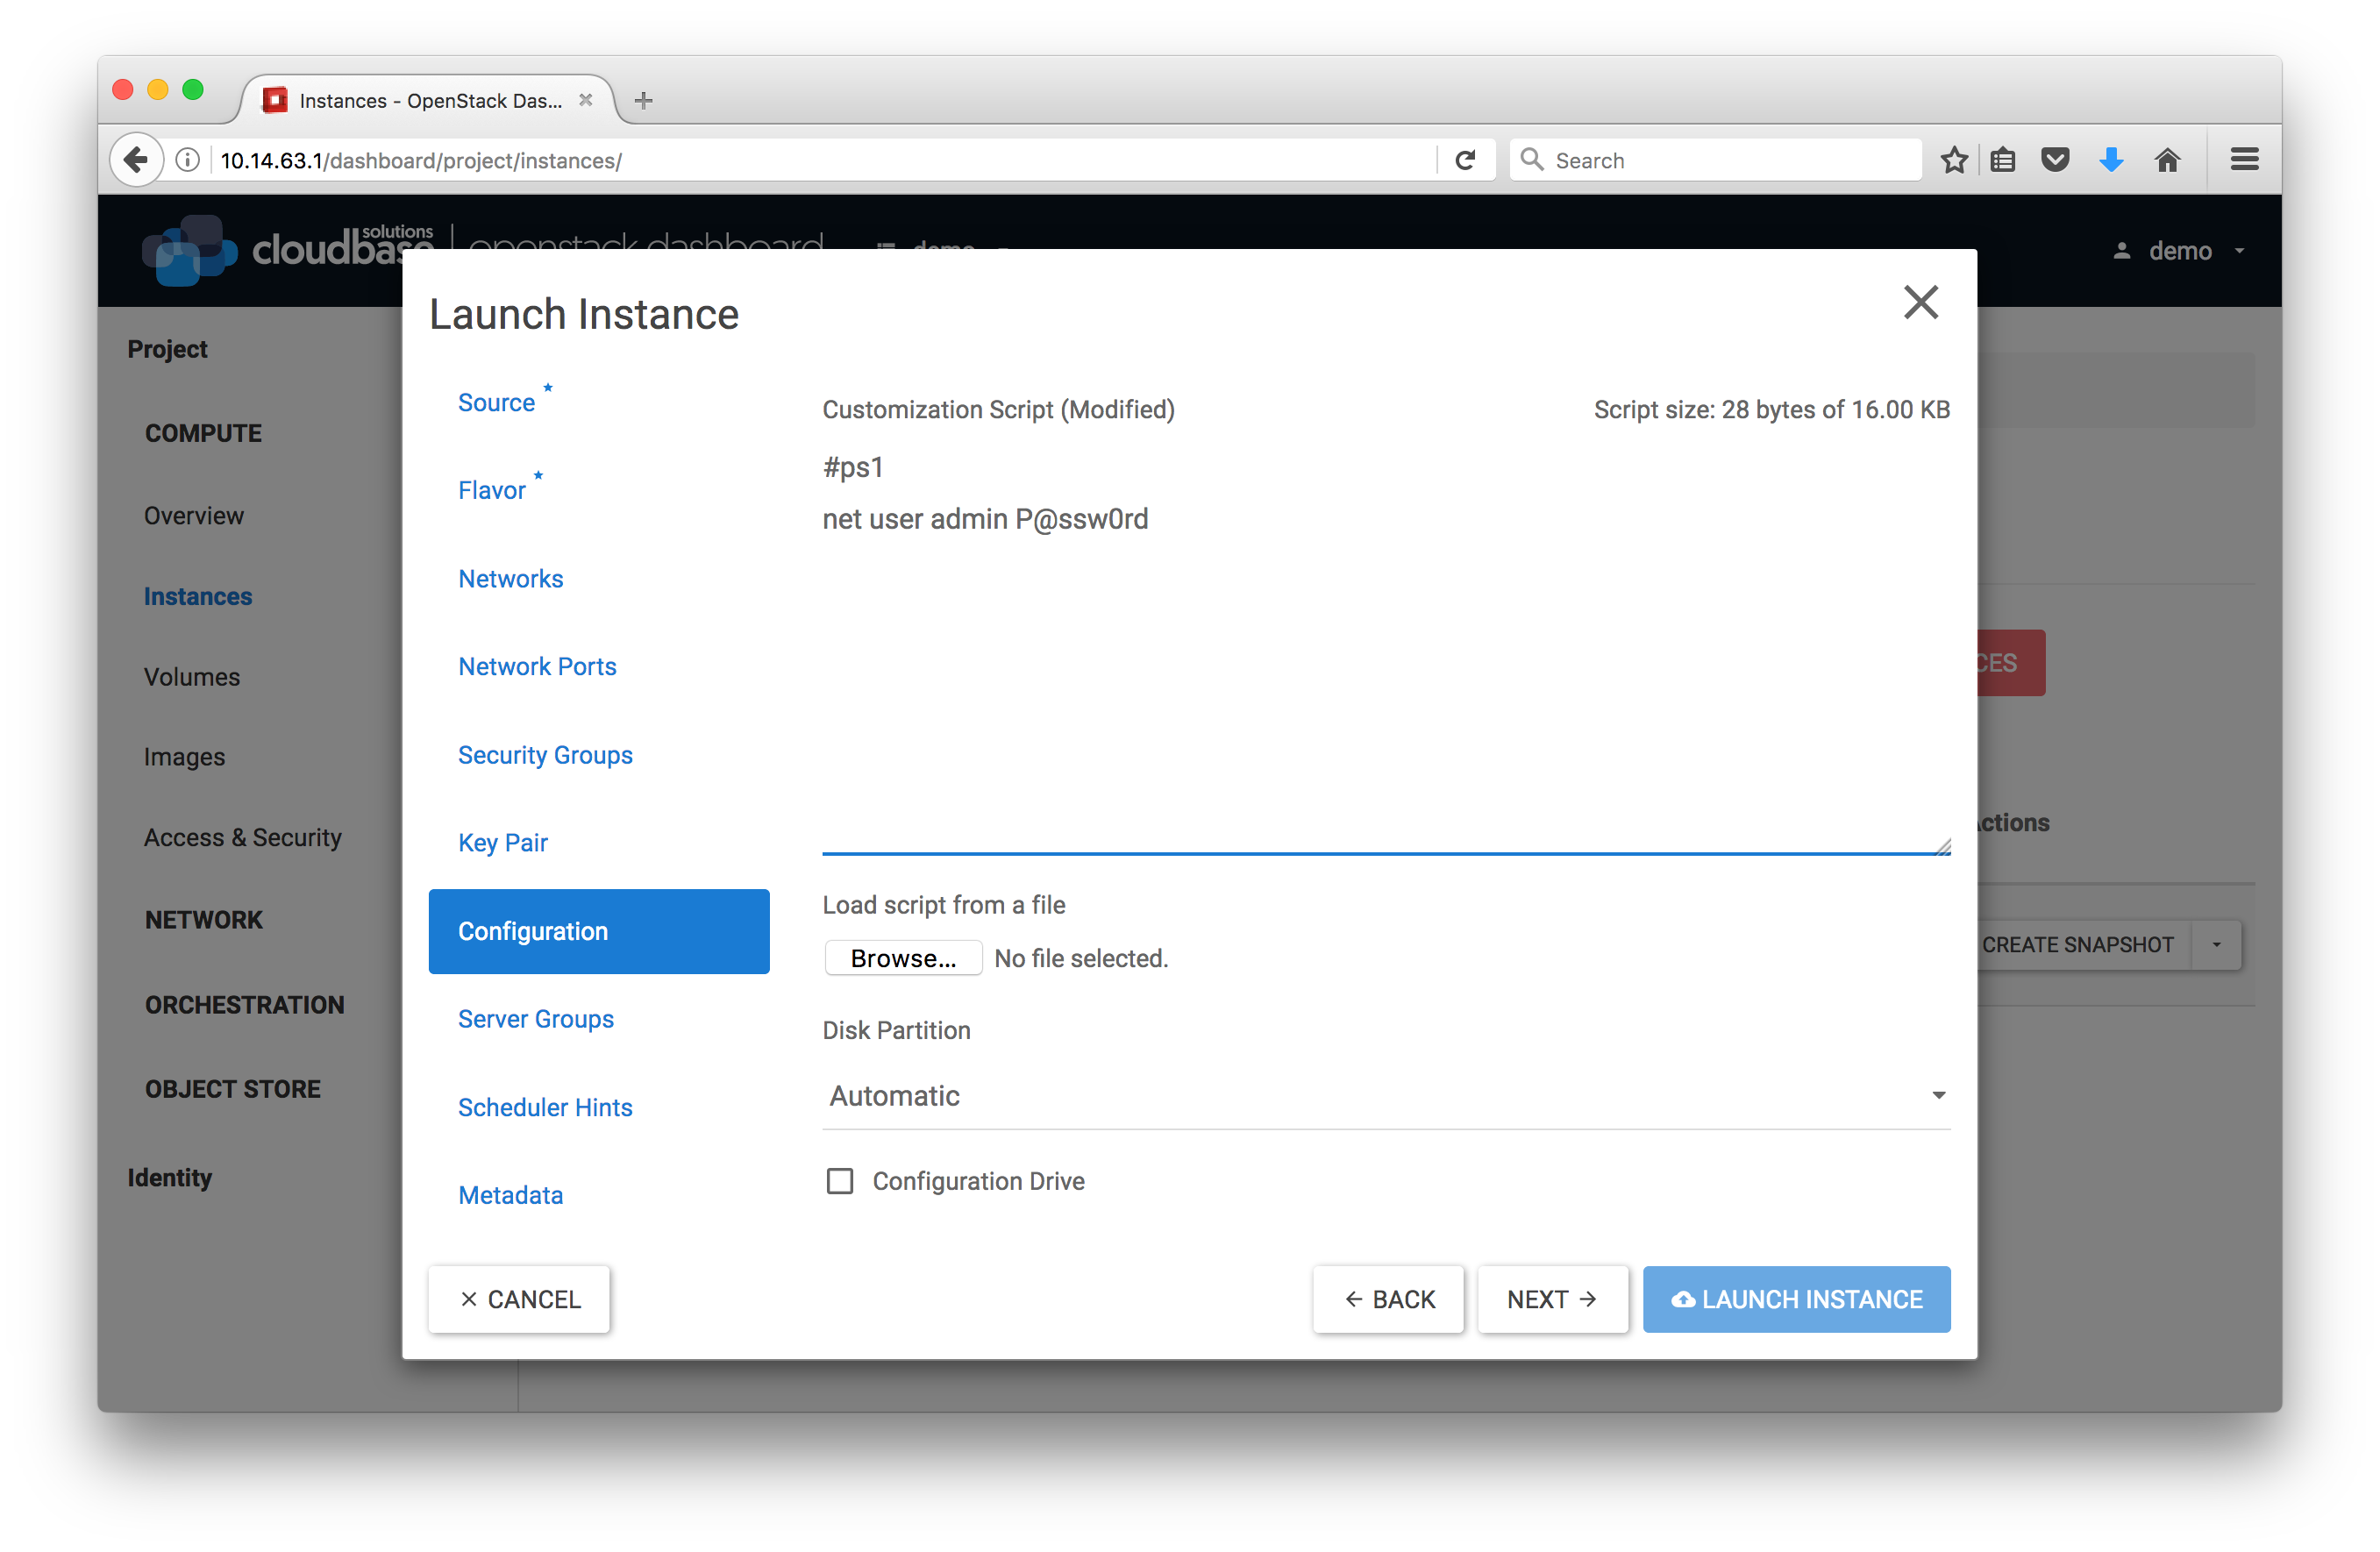 Instances - OpenStack Das...
10.14.63.1/dashboard/project/instances/
Search
cloudbase solutions | openstack dashboard
demo
demo
Launch Instance
Project
COMPUTE
Overview
Instances
Volumes
Images
Access & Security
NETWORK
ORCHESTRATION
OBJECT STORE
Identity
Source *
Flavor *
Networks
Network Ports
Security Groups
Key Pair
Configuration
Server Groups
Scheduler Hints
Metadata
Customization Script (Modified)
Script size: 28 bytes of 16.00 KB
#ps1
net user admin P@ssw0rd
Load script from a file
Browse... No file selected.
Disk Partition
Automatic
Configuration Drive
CANCEL
BACK
NEXT
LAUNCH INSTANCE
CREATE SNAPSHOT